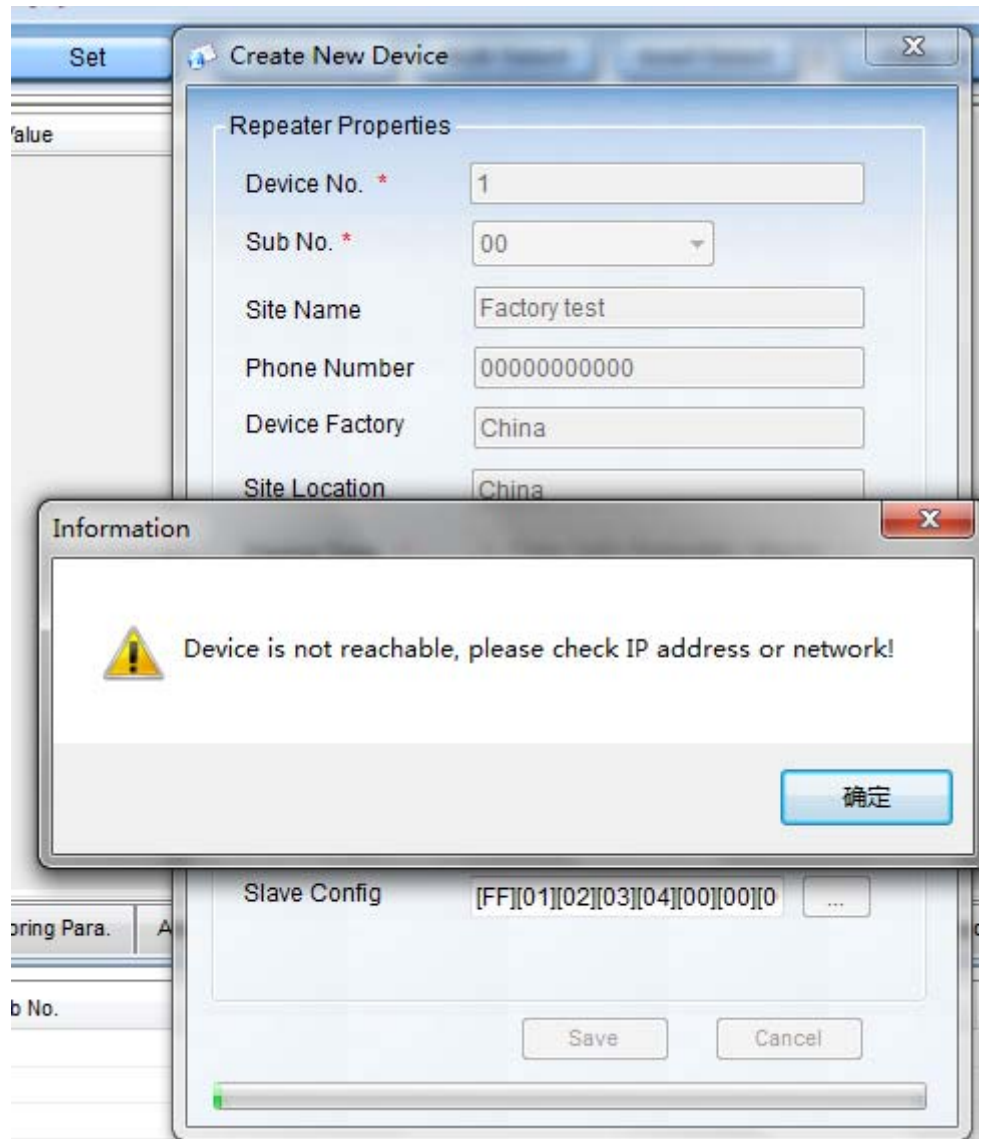 Set
Create New Device
Value
Repeater Properties
Device No. *
1
Sub No. *
00
Site Name
Factory test
Phone Number
00000000000
Device Factory
China
Site Location
China
Information
Device is not reachable, please check IP address or network!
确定
Slave Config
[FF][01][02][03][04][00][00][0
...
oring Para.
A
b No.
Save
Cancel